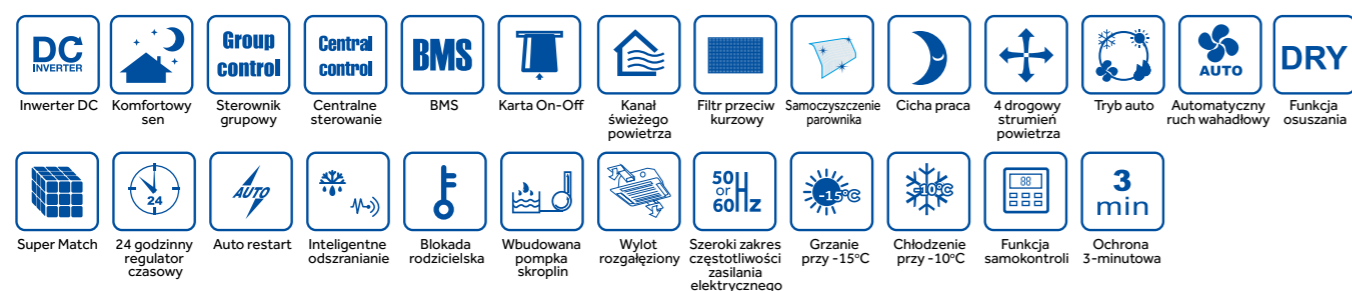 DC
INVERTER
Inwerter DC
Komfortowy
sen
Group
control
Sterownik
grupowy
Central
control
Centralne
sterowanie
BMS
BMS
Karta On-Off
Kanał
świeżego
powietrza
Filtr przeciw
kurzowy
Samoczyszczenie
parownika
Cicha praca
4 drogowy
strumień
powietrza
Tryb auto
AUTO
Automatyczny
ruch wahadłowy
DRY
Funkcja
osuszania
Super Match
24
24 godzinny
regulator
czasowy
AUTO
Auto restart
Inteligentne
odszranianie
Blokada
rodzicielska
Wbudowana
pompka
skroplin
Wylot
rozgałęziony
50
or
60Hz
Szeroki zakres
częstotliwości
zasilania
elektrycznego
-15°C
Grzanie
przy -15°C
-10°C
Chłodzenie
przy -10°C
88
Funkcja
samokontroli
3
min
Ochrona
3-minutowa